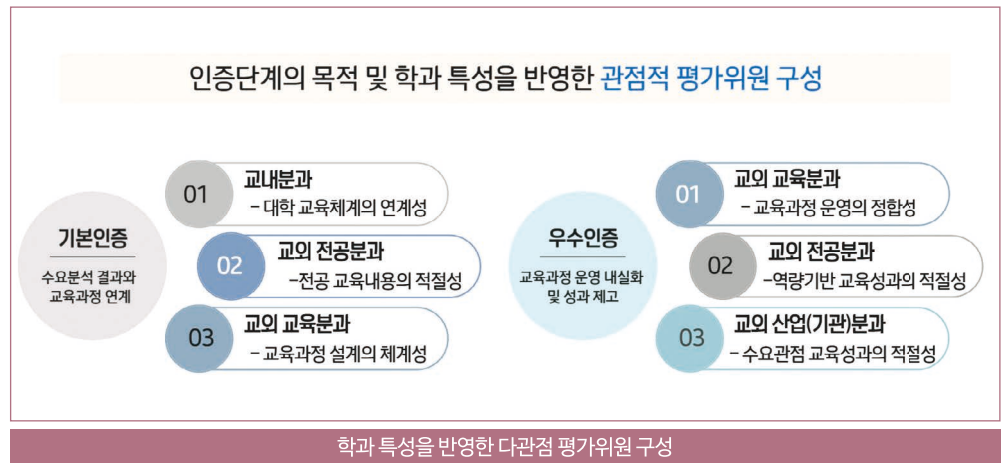 인증단계의 목적 및 학과 특성을 반영한 관점적 평가위원 구성
기본인증
수요분석 결과와
교육과정 연계
01
교내분과
- 대학 교육체계의 연계성
02
교외 전공분과
-전공 교육내용의 적절성
03
교외 교육분과
- 교육과정 설계의 체계성
우수인증
교육과정 운영 내실화
및 성과 제고
01
교외 교육분과
- 교육과정 운영의 정합성
02
교외 전공분과
-역량기반 교육성과의 적절성
03
교외 산업(기관)분과
- 수요관점 교육성과의 적절성
학과 특성을 반영한 다관점 평가위원 구성